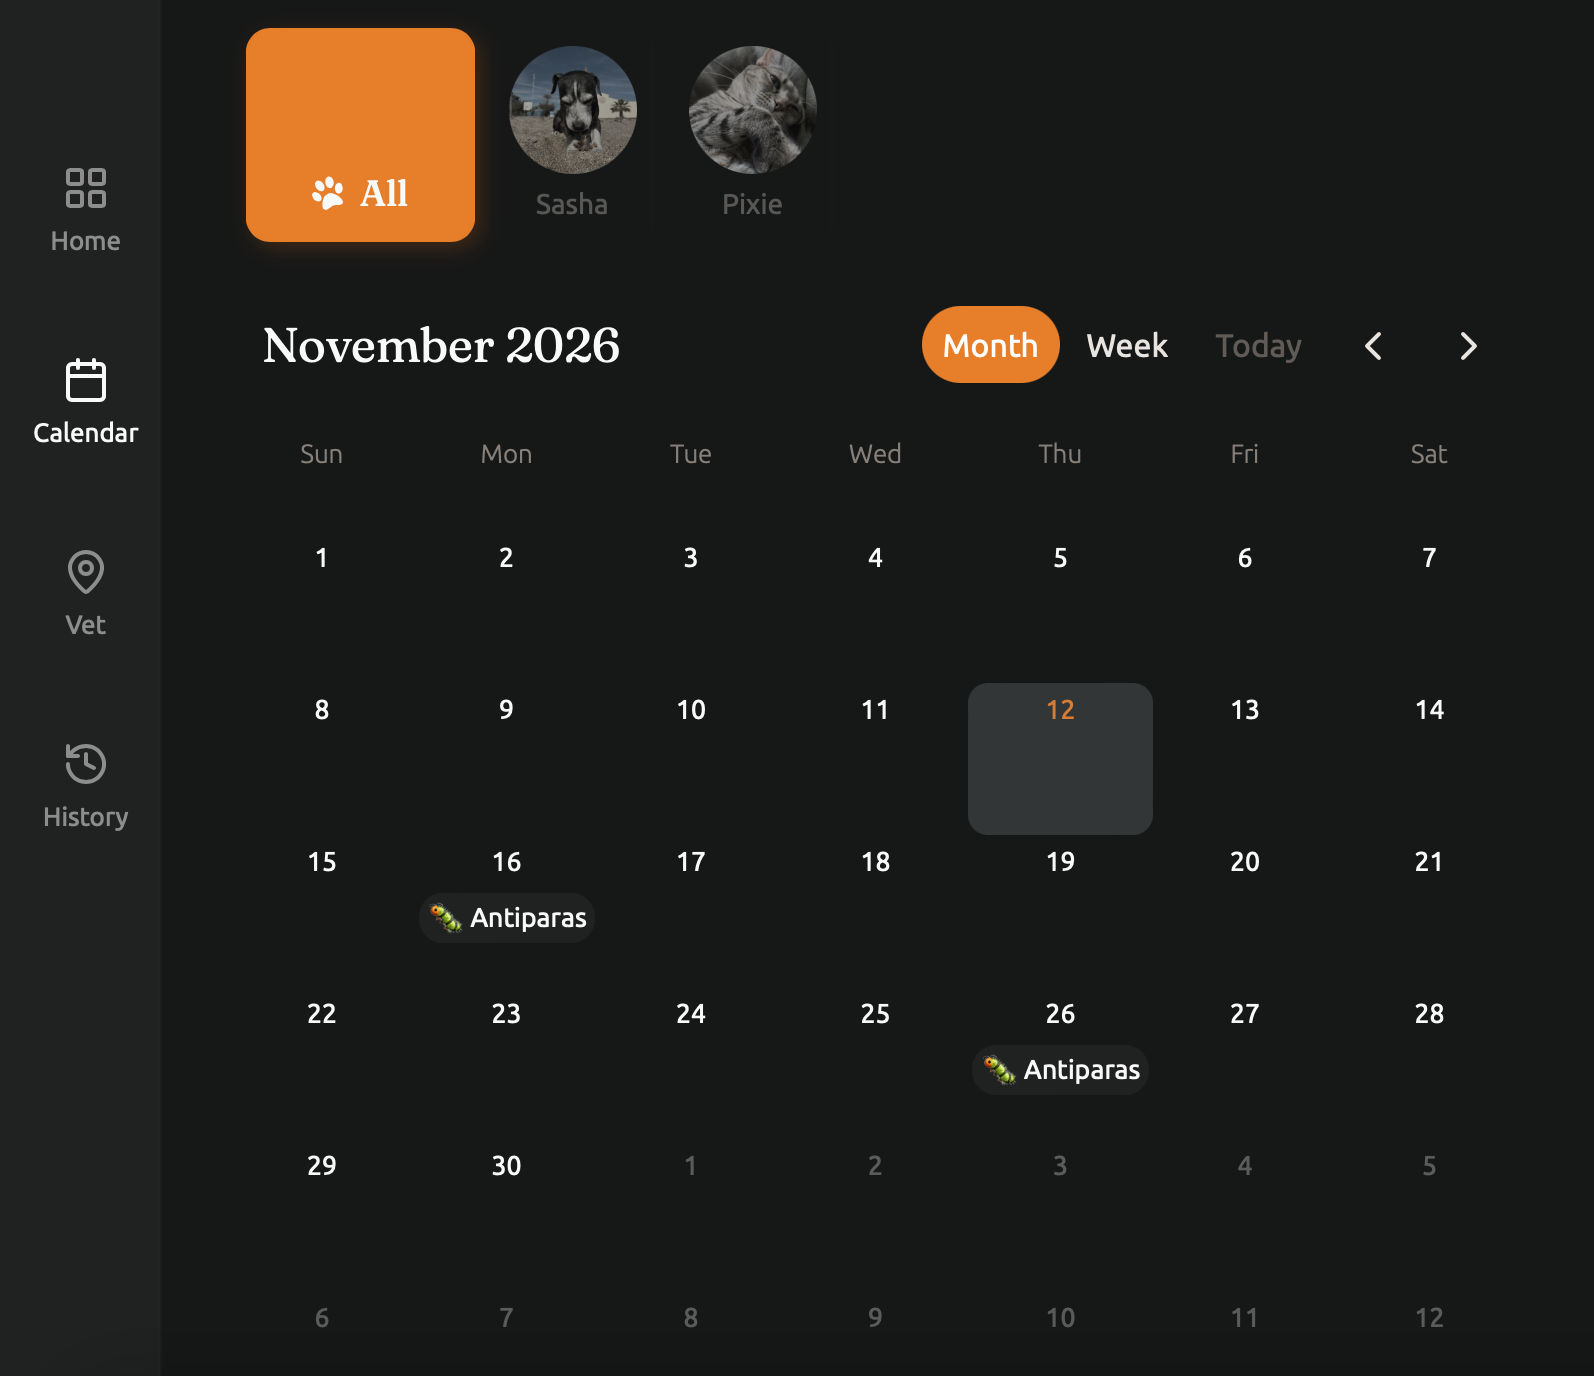 All
Sasha
Pixie
Home
Calendar
Vet
History
November 2026
Month Week Today
Sun Mon Tue Wed Thu Fri Sat
1 2 3 4 5 6 7
8 9 10 11 12 13 14
15 16 17 18 19 20 21
Antiparas
22 23 24 25 26 27 28
Antiparas
29 30 1 2 3 4 5
6 7 8 9 10 11 12